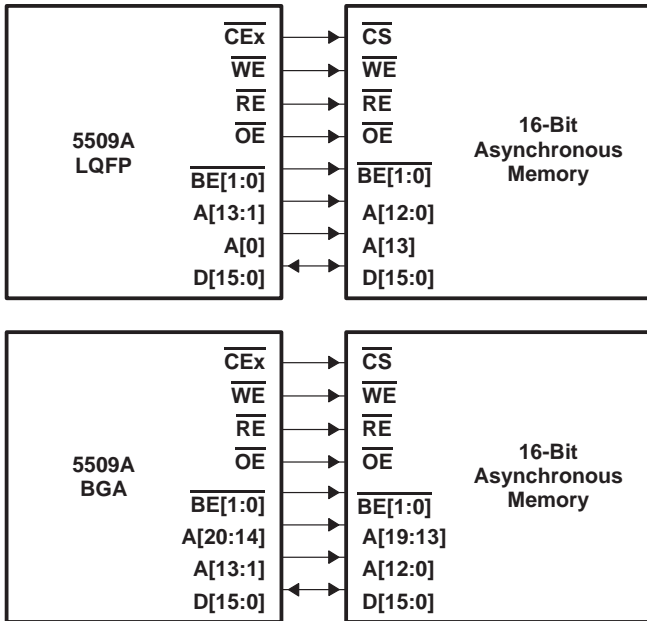 CEx CS
WE WE
RE RE
OE OE
5509A
LQFP
16-Bit
Asynchronous
Memory
BE[1:0] BE[1:0]
A[13:1] A[12:0]
A[0] A[13]
D[15:0] D[15:0]
CEx CS
WE WE
RE RE
OE OE
5509A
BGA
16-Bit
Asynchronous
Memory
BE[1:0] BE[1:0]
A[20:14] A[19:13]
A[13:1] A[12:0]
D[15:0] D[15:0]